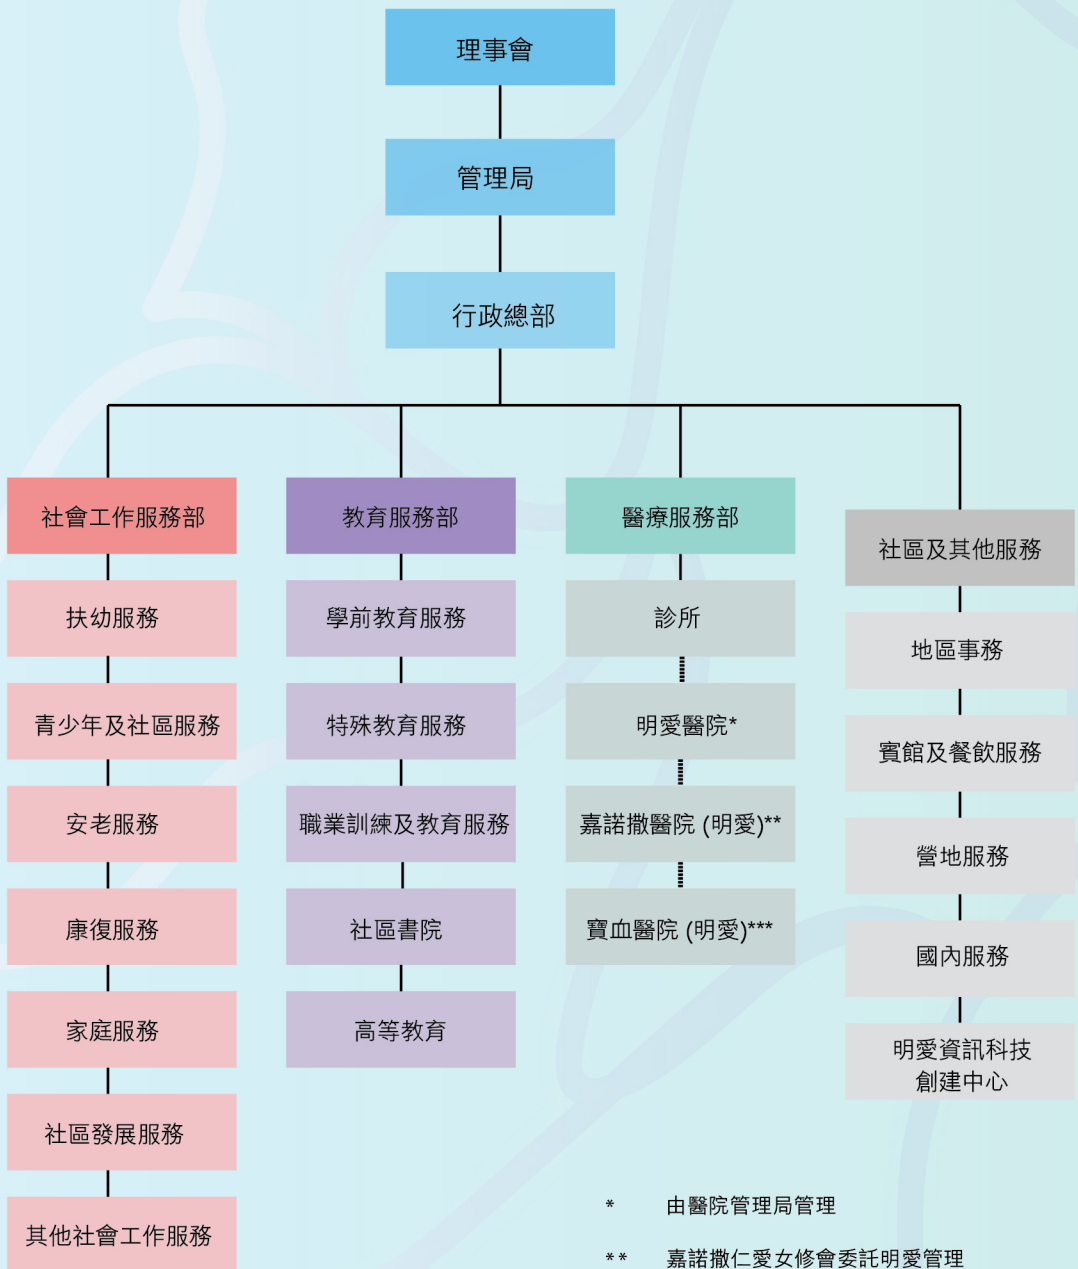 理事會
管理局
行政總部
社會工作服務部
扶幼服務
青少年及社區服務
安老服務
康復服務
家庭服務
社區發展服務
其他社會工作服務
教育服務部
學前教育服務
特殊教育服務
職業訓練及教育服務
社區書院
高等教育
醫療服務部
診所
明愛醫院*
嘉諾撒醫院 (明愛)**
寶血醫院 (明愛)***
社區及其他服務
地區事務
賓館及餐飲服務
營地服務
國內服務
明愛資訊科技
創建中心
* 由醫院管理局管理
** 嘉諾撒仁愛女修會委託明愛管理